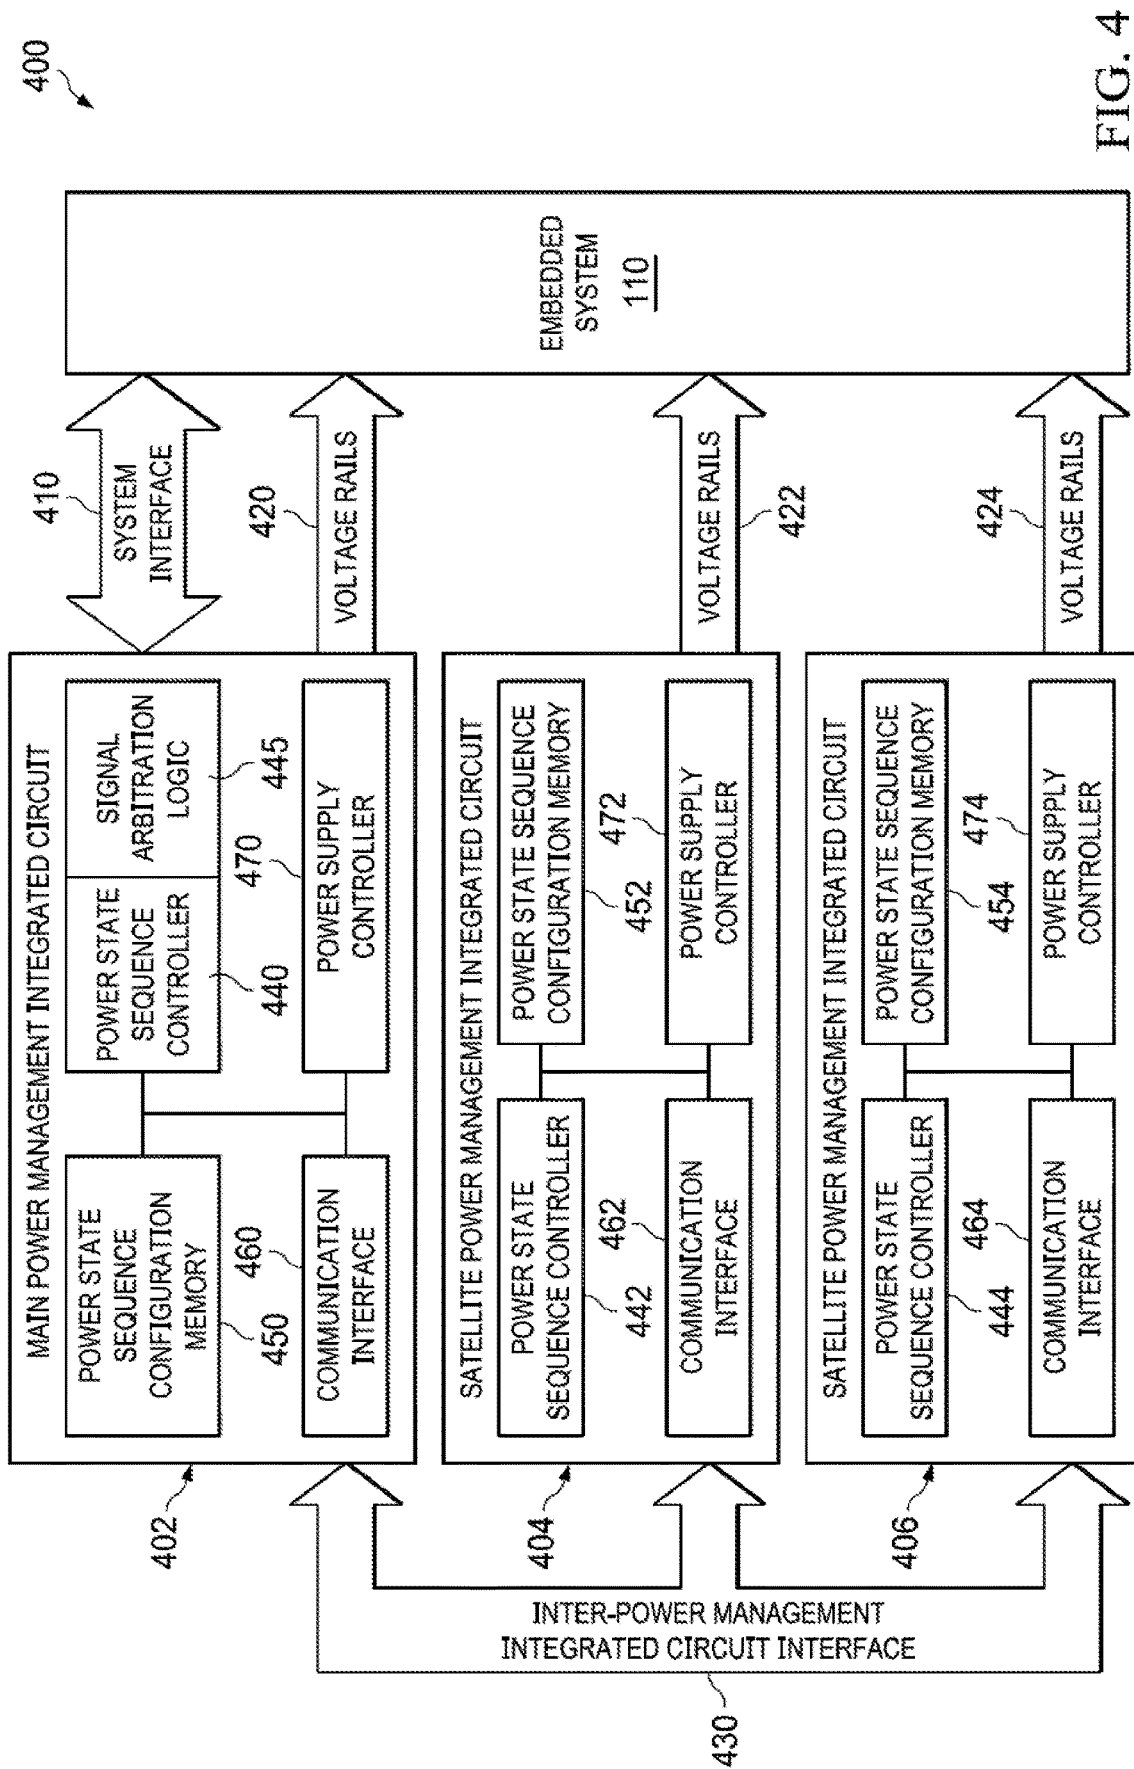 400
MAIN POWER MANAGEMENT INTEGRATED CIRCUIT
402
POWER STATE
SEQUENCE
CONFIGURATION
MEMORY
450
POWER STATE
SEQUENCE
CONTROLLER
440
SIGNAL
ARBITRATION
LOGIC
445
460
COMMUNICATION
INTERFACE
470
POWER SUPPLY
CONTROLLER
410
SYSTEM
INTERFACE
420
VOLTAGE RAILS
SATELLITE POWER MANAGEMENT INTEGRATED CIRCUIT
404
POWER STATE
SEQUENCE CONTROLLER
442
POWER STATE SEQUENCE
CONFIGURATION MEMORY
452
462
COMMUNICATION
INTERFACE
472
POWER SUPPLY
CONTROLLER
VOLTAGE RAILS
422
SATELLITE POWER MANAGEMENT INTEGRATED CIRCUIT
406
POWER STATE
SEQUENCE CONTROLLER
444
POWER STATE SEQUENCE
CONFIGURATION MEMORY
454
464
COMMUNICATION
INTERFACE
474
POWER SUPPLY
CONTROLLER
424
VOLTAGE RAILS
EMBEDDED
SYSTEM
110
INTER-POWER MANAGEMENT
INTEGRATED CIRCUIT INTERFACE
430
FIG. 4